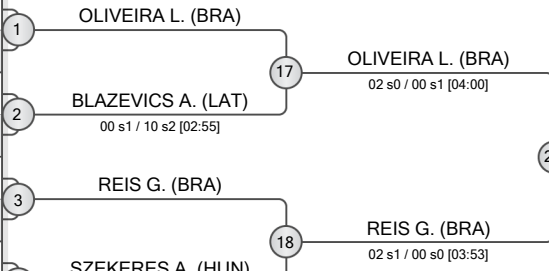 OLIVEIRA L. (BRA)
1
17
OLIVEIRA L. (BRA)
02 s0 / 00 s1 [04:00]
2
BLAZEVICS A. (LAT)
00 s1 / 10 s2 [02:55]
3
REIS G. (BRA)
18
REIS G. (BRA)
02 s1 / 00 s0 [03:53]
SZEKERES A. (HUN)